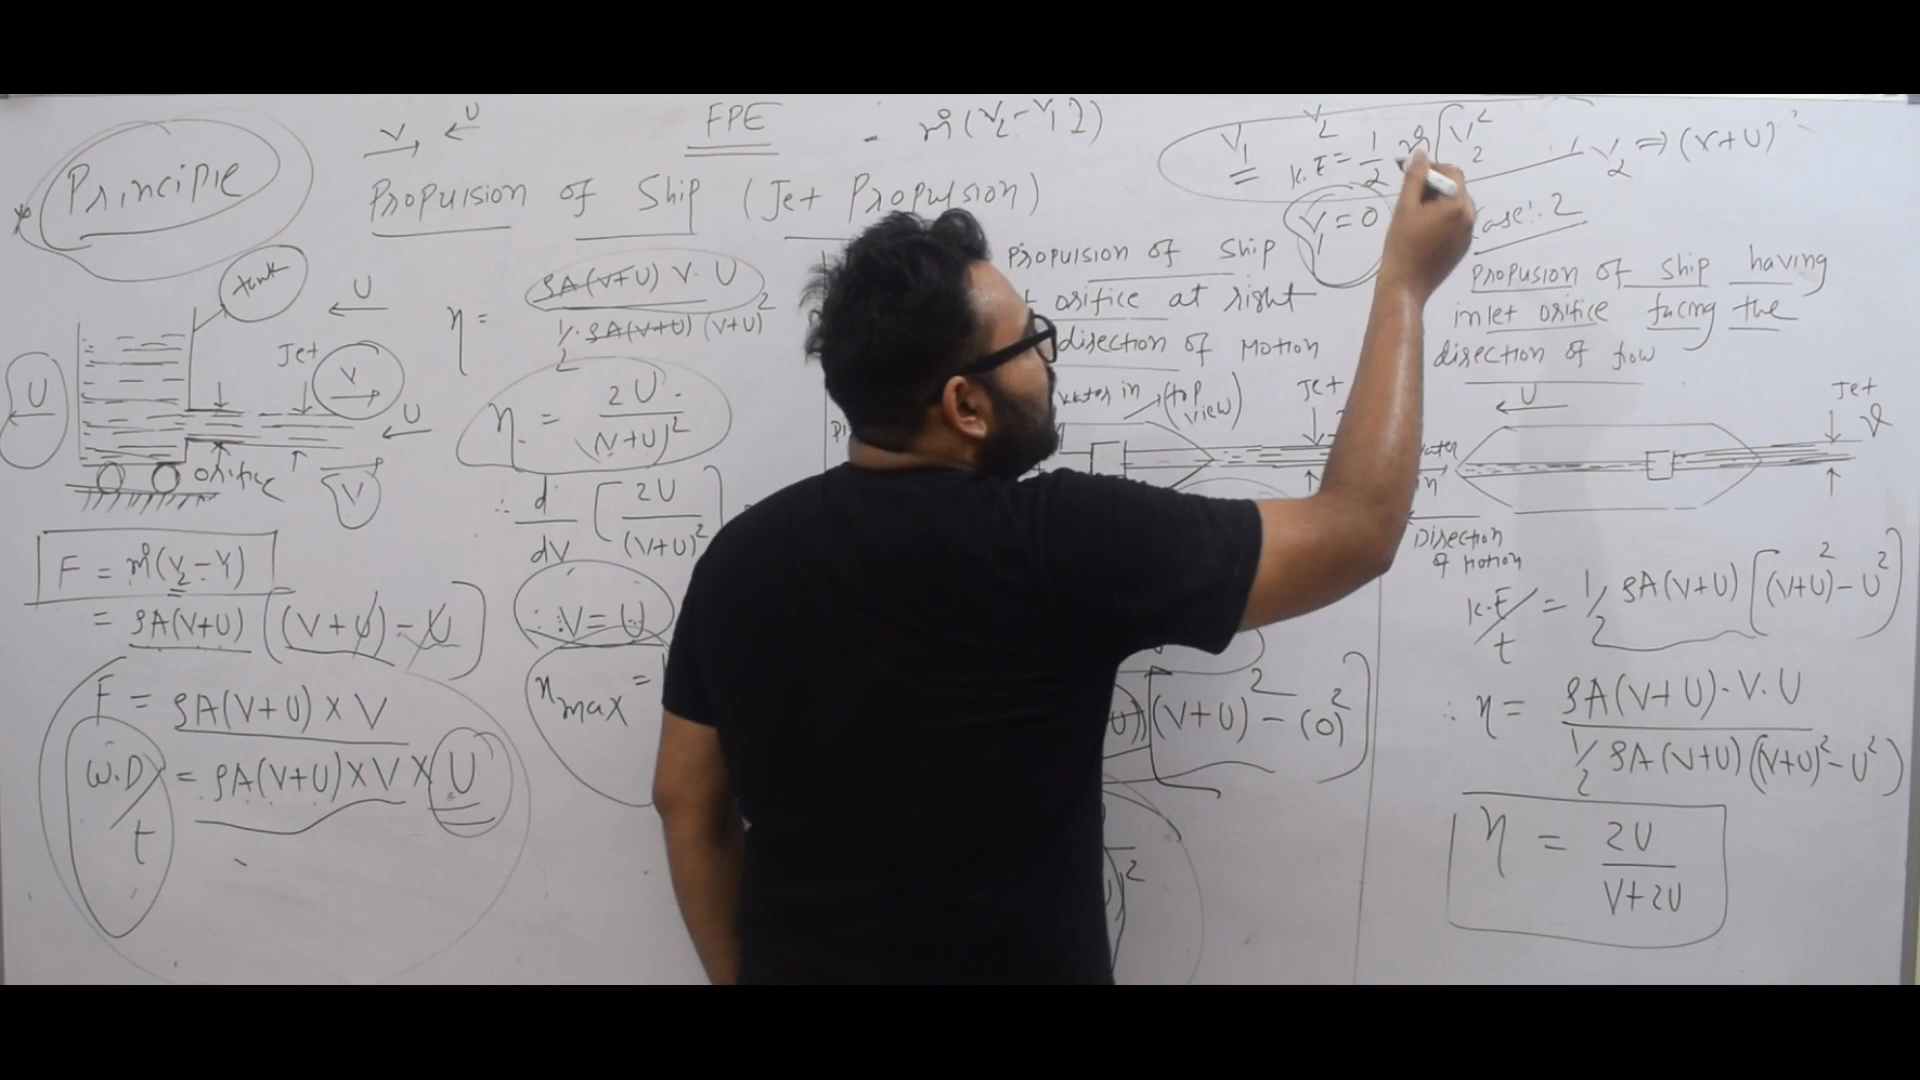 Principle
V
U
FPE
= ṁ(V₂-V₁)
Propulsion of Ship (Jet Propulsion)
V₁ V₂
K.E = 1/2 ṁ[V₂²
V₂ ⇒ (V+U)
V₁ = 0
tank
U
U
Jet
V
U
V
orifice
F = ṁ(V₂-V₁)
= ρA(V+U) [(V+U)-U]
F = ρA(V+U) × V
W.D/t = ρA(V+U)×V×U
η = ρA(V+U) V. U / 1/2. ρA(V+U) (V+U)²
η = 2U / (V+U)²
∴ d/dV [2U / (V+U)²]
∴ V = U
ηmax =
Propulsion of Ship
orifice at right
direction of Motion
water in
(top view)
Jet
(V+U)² - (0)²
Case:-2
Propusion of Ship having
inlet orifice facing the
direction of flow
U
Jet
V
Direction
of Motion
K.E/t = 1/2 ρA(V+U) [(V+U)² - U²]
∴ η = ρA(V+U)·V·U / 1/2 ρA(V+U) ((V+U)² - U²)
η = 2U / V+2U